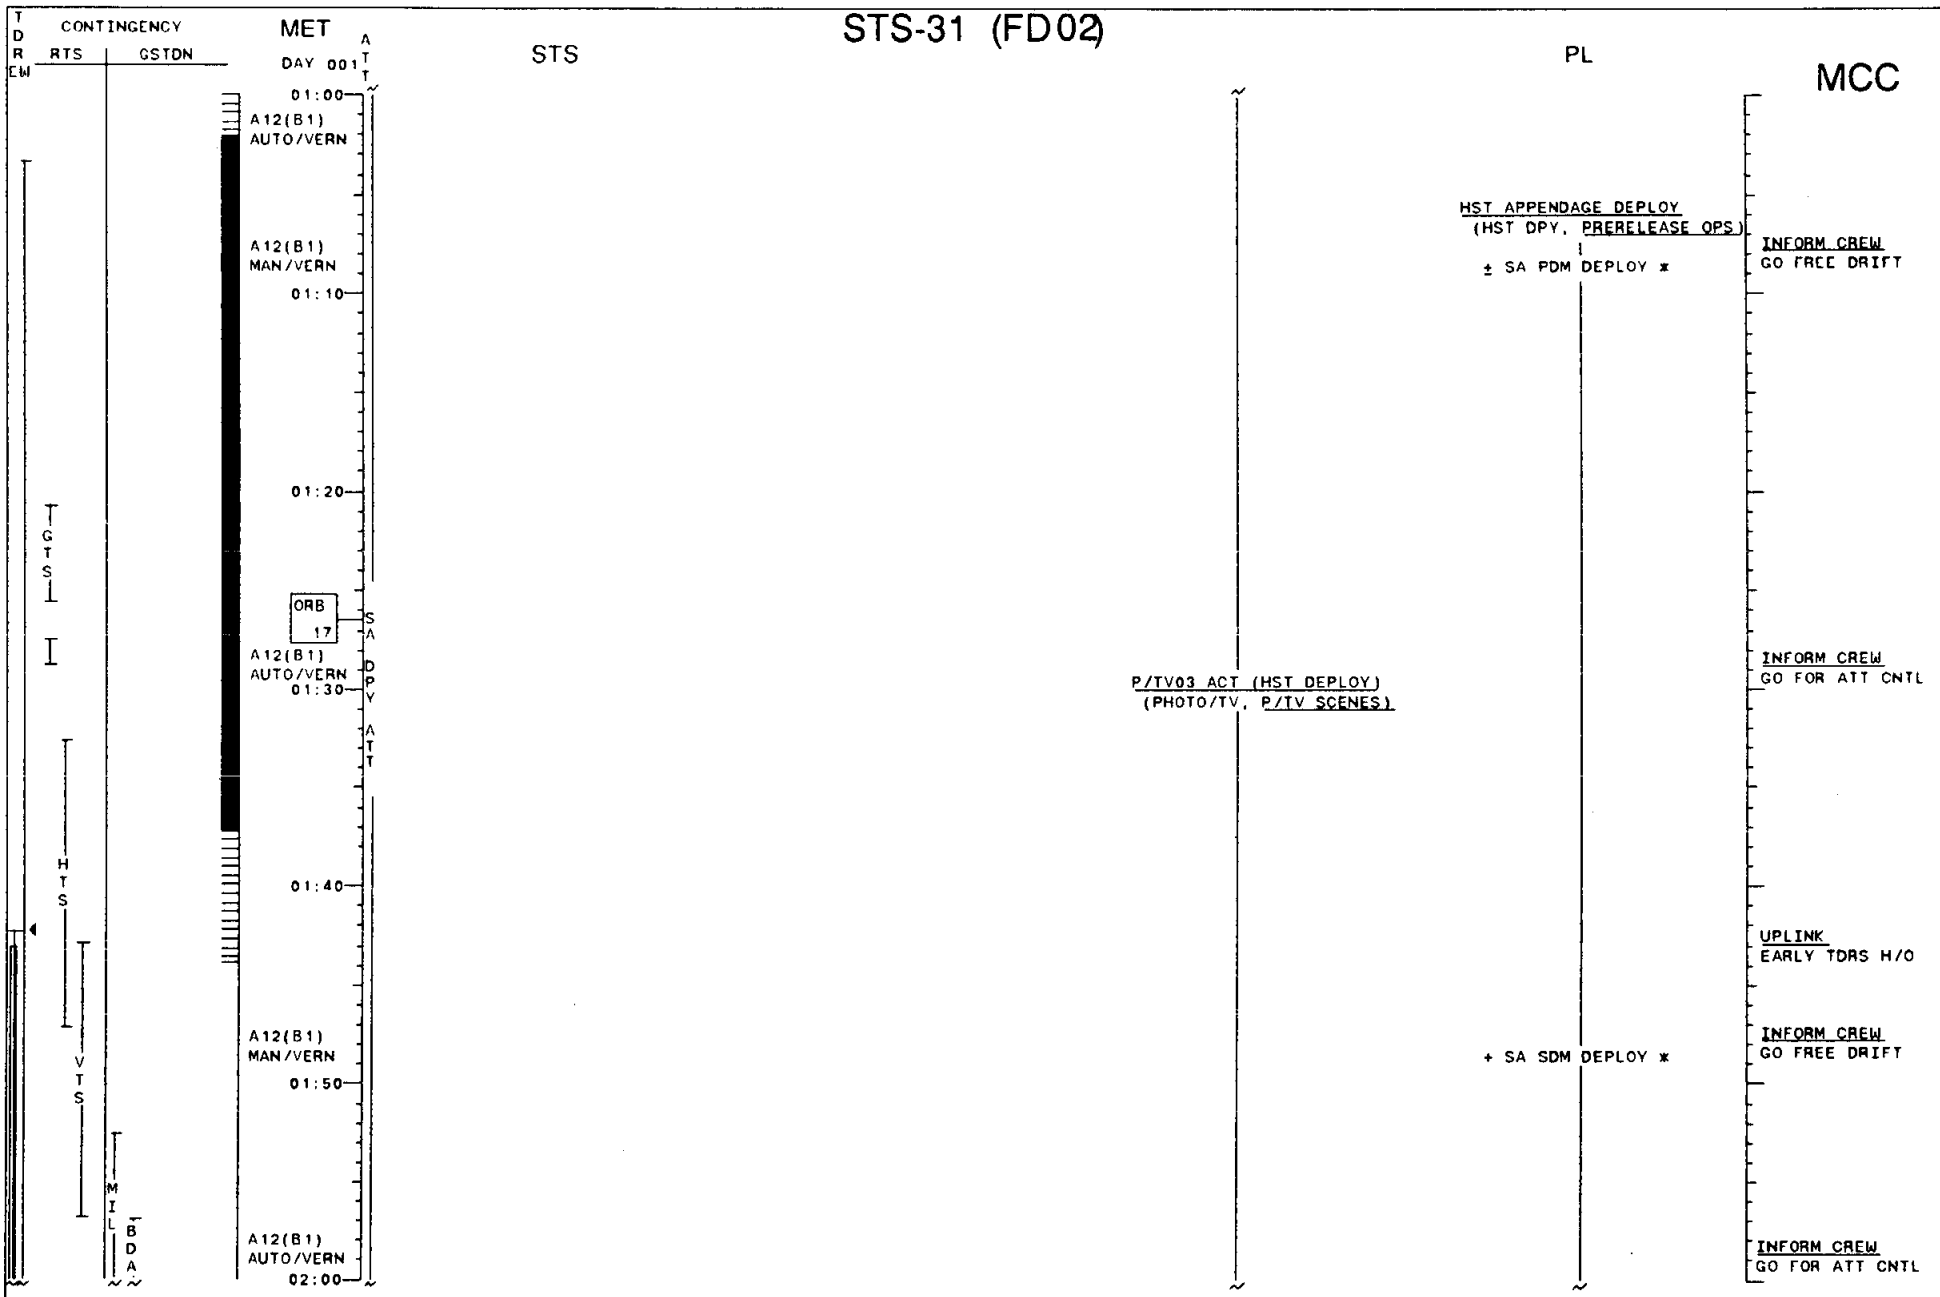 STS-31 (FD02)
T
D
R
EW
CONTINGENCY
RTS
GSTDN
MET
DAY 001
A
T
T
STS
PL
MCC
01:00
A12(B1)
AUTO/VERN
HST APPENDAGE DEPLOY
(HST DPY, PRERELEASE OPS)
A12(B1)
MAN/VERN
INFORM CREW
GO FREE DRIFT
± SA PDM DEPLOY *
01:10
01:20
G
T
S
ORB
17
S
A
D
P
Y
A
T
T
A12(B1)
AUTO/VERN
INFORM CREW
GO FOR ATT CNTL
01:30
P/TV03 ACT (HST DEPLOY)
(PHOTO/TV, P/TV SCENES)
H
T
S
01:40
UPLINK
EARLY TDRS H/O
A12(B1)
MAN/VERN
INFORM CREW
GO FREE DRIFT
+ SA SDM DEPLOY *
V
T
S
01:50
M
I
L
B
D
A
A12(B1)
AUTO/VERN
INFORM CREW
GO FOR ATT CNTL
02:00